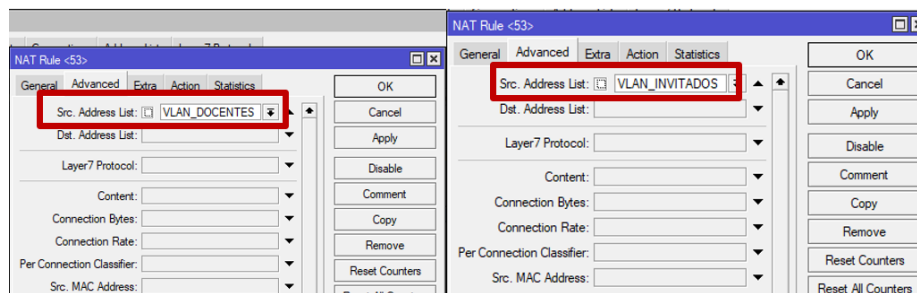 NAT Rule <53>
General Advanced Extra Action Statistics
Src. Address List: VLAN_DOCENTES
Dst. Address List:
Layer7 Protocol:
Content:
Connection Bytes:
Connection Rate:
Per Connection Classifier:
Src. MAC Address:
OK
Cancel
Apply
Disable
Comment
Copy
Remove
Reset Counters
NAT Rule <53>
General Advanced Extra Action Statistics
Src. Address List: VLAN_INVITADOS
Dst. Address List:
Layer7 Protocol:
Content:
Connection Bytes:
Connection Rate:
Per Connection Classifier:
Src. MAC Address:
OK
Cancel
Apply
Disable
Comment
Copy
Remove
Reset Counters
Reset All Counters